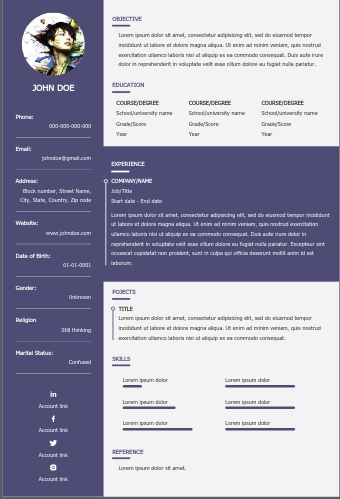 JOHN DOE
Phone:
000-000-000-000
Email:
johndoe@gmail.com
Address:
Block number, Street Name,
City, State, Country, Zip code
Website:
www.johndoe.com
Date of Birth:
01-01-0001
Gender:
Unknown
Religion
Still thinking
Marital Status:
Confused
in
Account link
f
Account link
Account link
Account link
OBJECTIVE
Lorem ipsum dolor sit amet, consectetur adipisicing elit, sed do eiusmod tempor
incididunt ut labore et dolore magna aliqua. Ut enim ad minim veniam, quis nostrud
exercitation ullamco laboris nisi ut aliquip ex ea commodo consequat. Duis aute irure
dolor in reprehenderit in voluptate velit esse cillum dolore eu fugiat nulla pariatur.
EDUCATION
COURSE/DEGREE COURSE/DEGREE COURSE/DEGREE
School/university name School/university name School/university name
Grade/Score Grade/Score Grade/Score
Year Year Year
EXPERIENCE
COMPANY/NAME
Job/Title
Start date - End date
Lorem ipsum dolor sit amet, consectetur adipisicing elit, sed do eiusmod tempor incididunt
ut labore et dolore magna aliqua. Ut enim ad minim veniam, quis nostrud exercitation
ullamco laboris nisi ut aliquip ex ea commodo consequat. Duis aute irure dolor in
reprehenderit in voluptate velit esse cillum dolore eu fugiat nulla pariatur. Excepteur sint
occaecat cupidatat non proident, sunt in culpa qui officia deserunt mollit anim id est
laborum.
POJECTS
TITLE
Lorem ipsum dolor sit amet, consectetur adipisicing elit, sed do eiusmod tempor
incididunt ut labore et dolore magna aliqua. Ut enim ad minim veniam, quis nostrud
exercitation ullamco laboris nisi ut aliquip ex ea commodo consequat.
SKILLS
Lorem ipsum dolor Lorem ipsum dolor
Lorem ipsum dolor Lorem ipsum dolor
Lorem ipsum dolor Lorem ipsum dolor
REFERENCE
Lorem ipsum dolor sit amet.